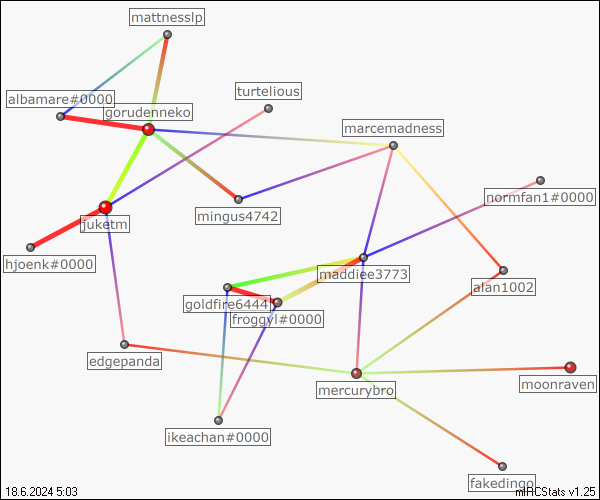 mattnesslp
albamare#0000
turtelious
gorudenneko
marcemadness
normfan1#0000
mingus4742
juketm
hjoenk#0000
maddiee3773
alan1002
goldfire6444
froggyl#0000
edgepanda
mercurybro
moonraven
ikeachan#0000
fakedingo
18.6.2024 5:03
mIRCStats v1.25